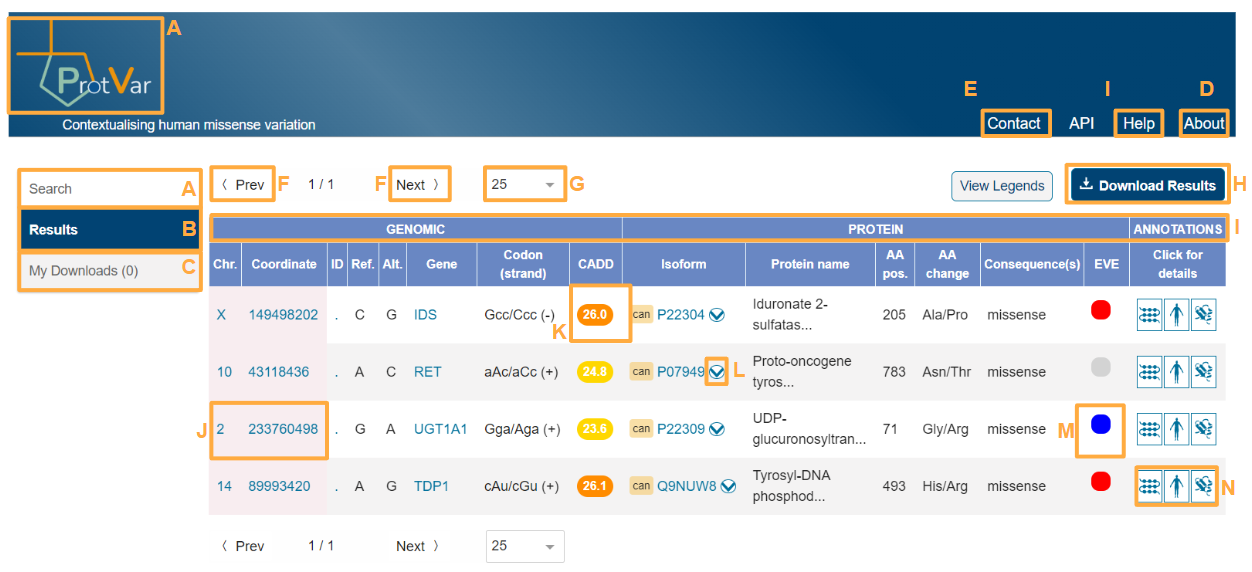 A
ProtVar
Contextualising human missense variation
E I D
Contact API Help About
Search A
Results B
My Downloads (0) C
〈 Prev F 1 / 1 F Next 〉 25 G View Legends Download Results H
GENOMIC PROTEIN ANNOTATIONS I
Chr. Coordinate ID Ref. Alt. Gene Codon (strand) CADD Isoform Protein name AA pos. AA change Consequence(s) EVE Click for details
X 149498202 . C G IDS Gcc/Ccc (-) K 26.0 can P22304 Iduronate 2-sulfatas... 205 Ala/Pro missense
10 43118436 . A C RET aAc/aCc (+) 24.8 can P07949 L Proto-oncogene tyros... 783 Asn/Thr missense
J 2 233760498 . G A UGT1A1 Gga/Aga (+) 23.6 can P22309 UDP-glucuronosyltran... 71 Gly/Arg missense M
14 89993420 . A G TDP1 cAu/cGu (+) 26.1 can Q9NUW8 Tyrosyl-DNA phosphod... 493 His/Arg missense N
〈 Prev 1 / 1 Next 〉 25